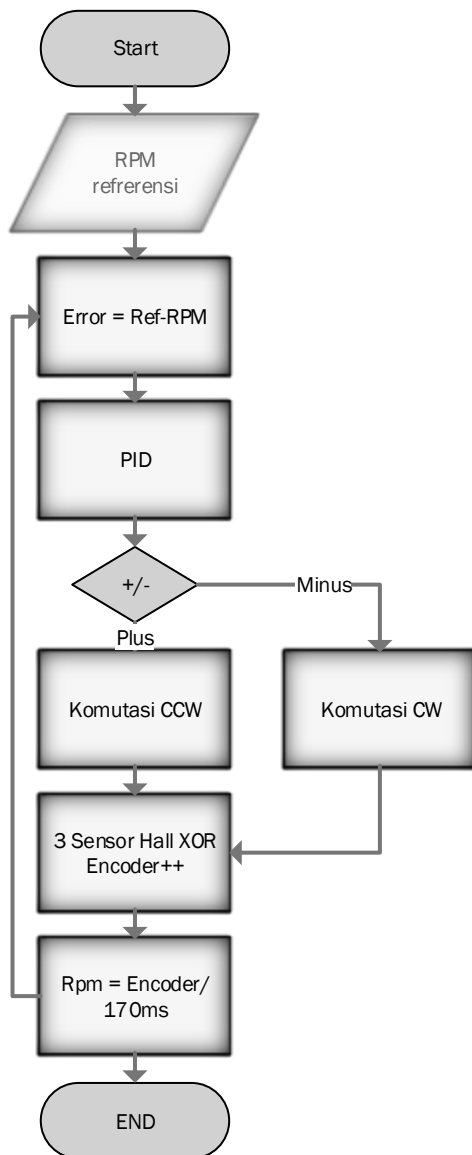 Start
RPM
refrerensi
Error = Ref-RPM
PID
+/-
Minus
Plus
Komutasi CCW
Komutasi CW
3 Sensor Hall XOR
Encoder++
Rpm = Encoder/
170ms
END